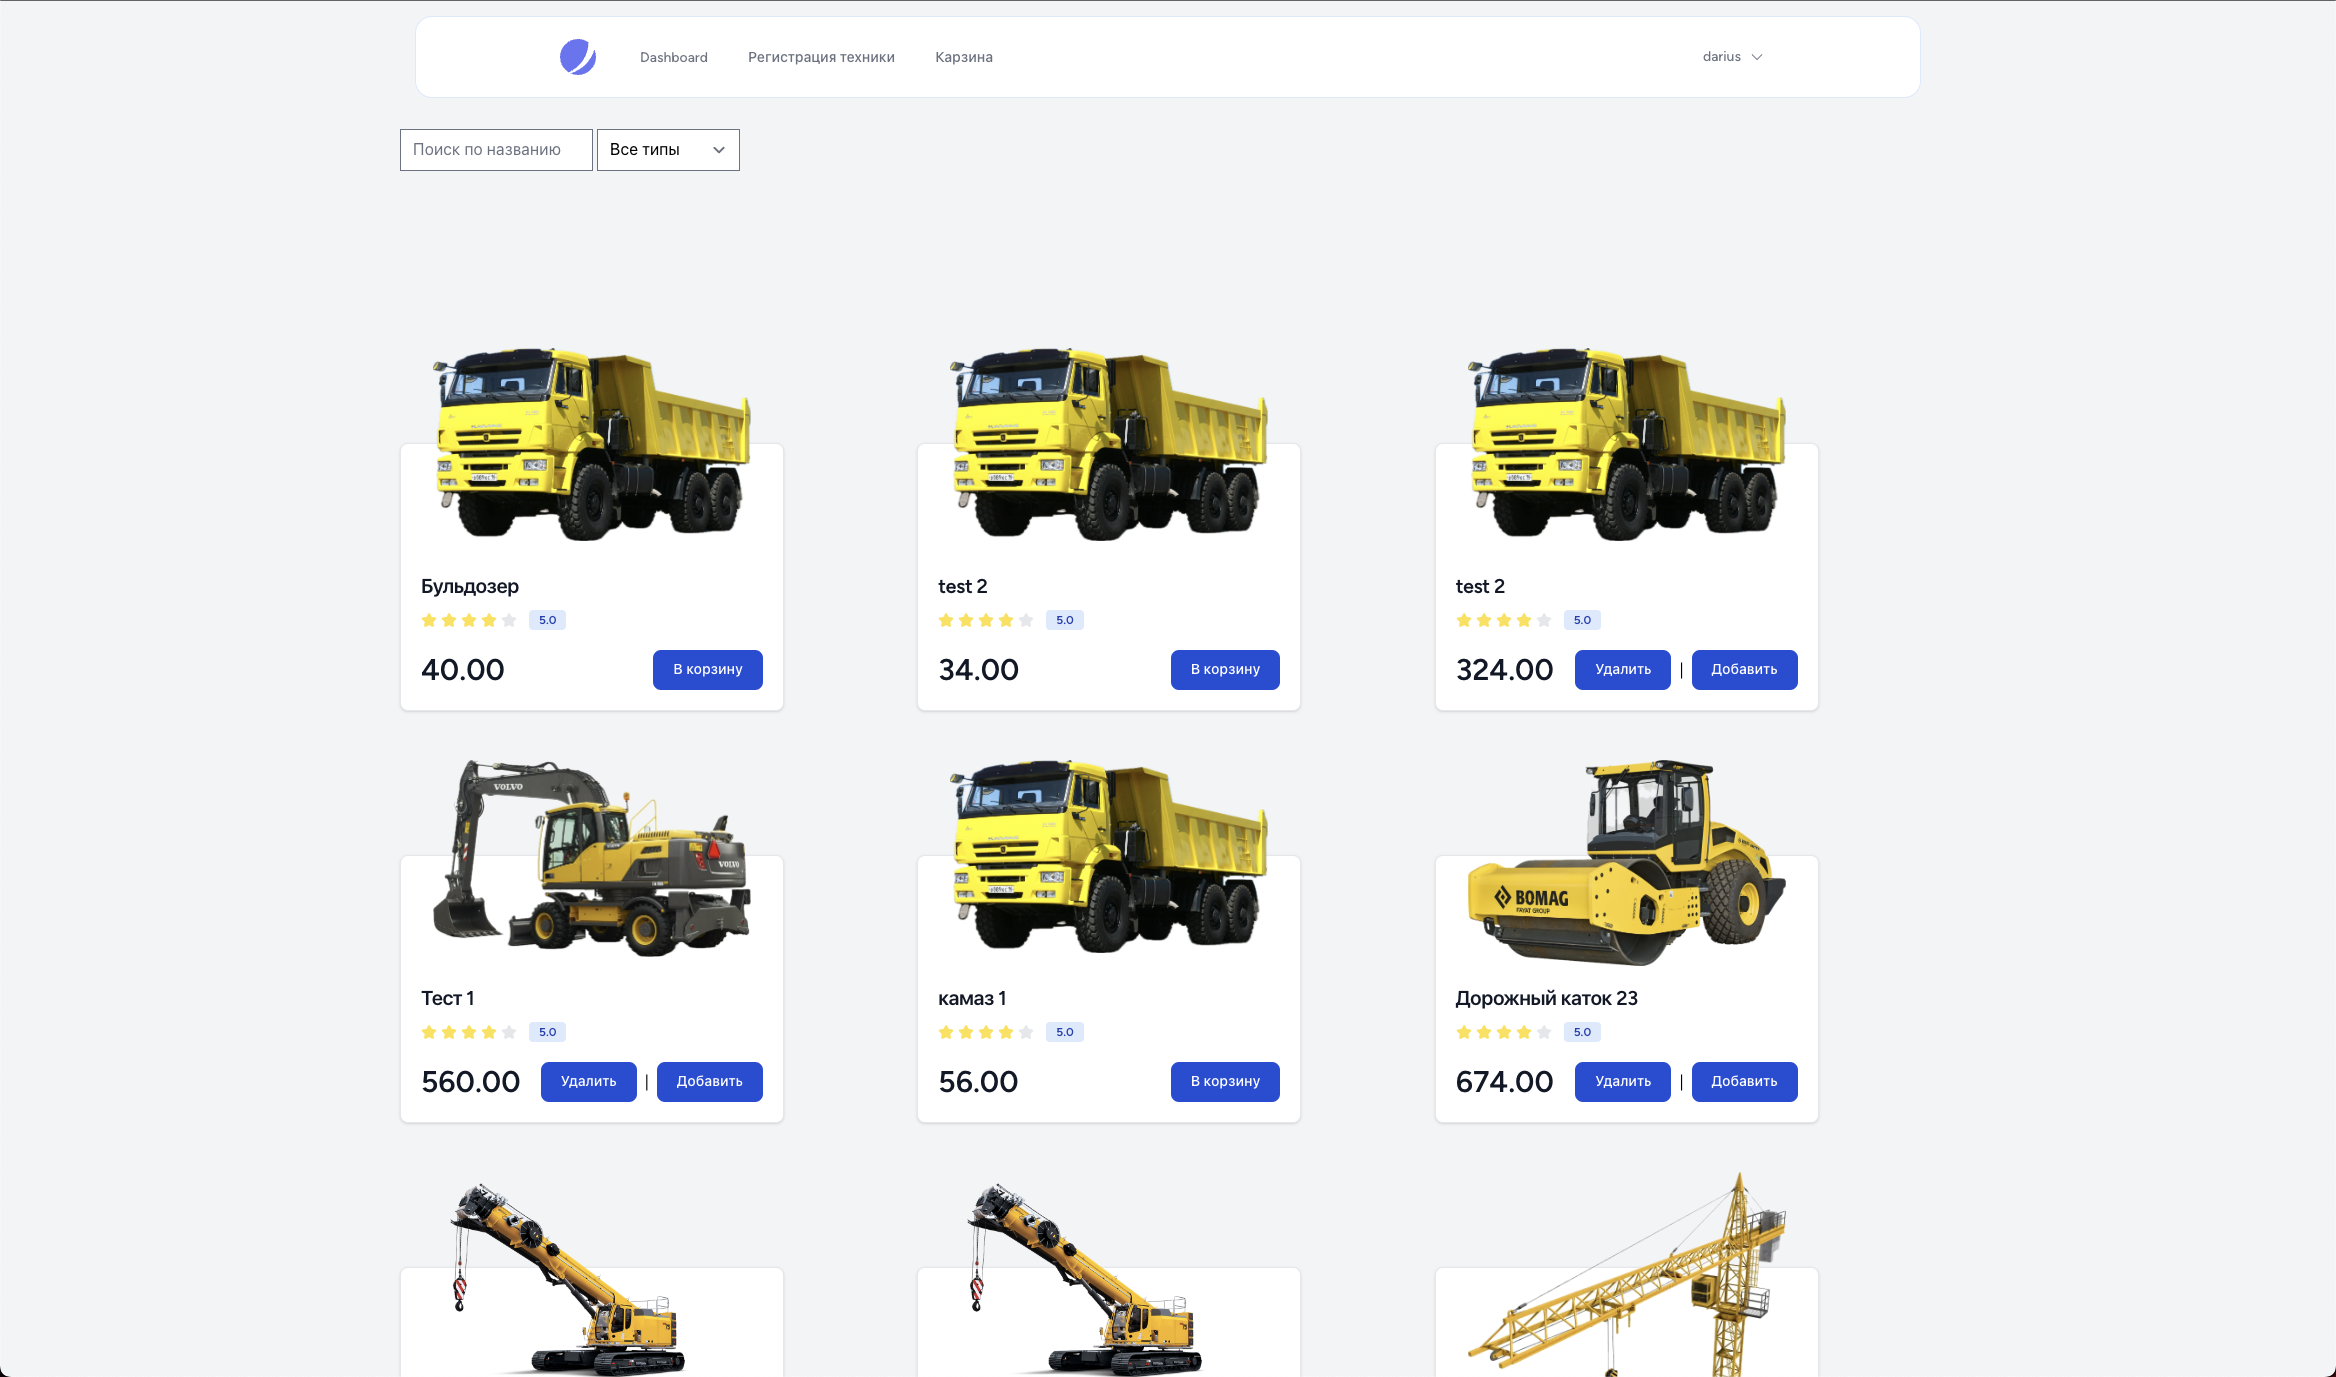 Dashboard
Регистрация техники
Карзина
darius
Поиск по названию
Все типы
Бульдозер
5.0
40.00
В корзину
test 2
5.0
34.00
В корзину
test 2
5.0
324.00
Удалить
|
Добавить
VOLVO
VOLVO
Тест 1
5.0
560.00
Удалить
|
Добавить
камаз 1
5.0
56.00
В корзину
BOMAG
FAYAT GROUP
Дорожный каток 23
5.0
674.00
Удалить
|
Добавить